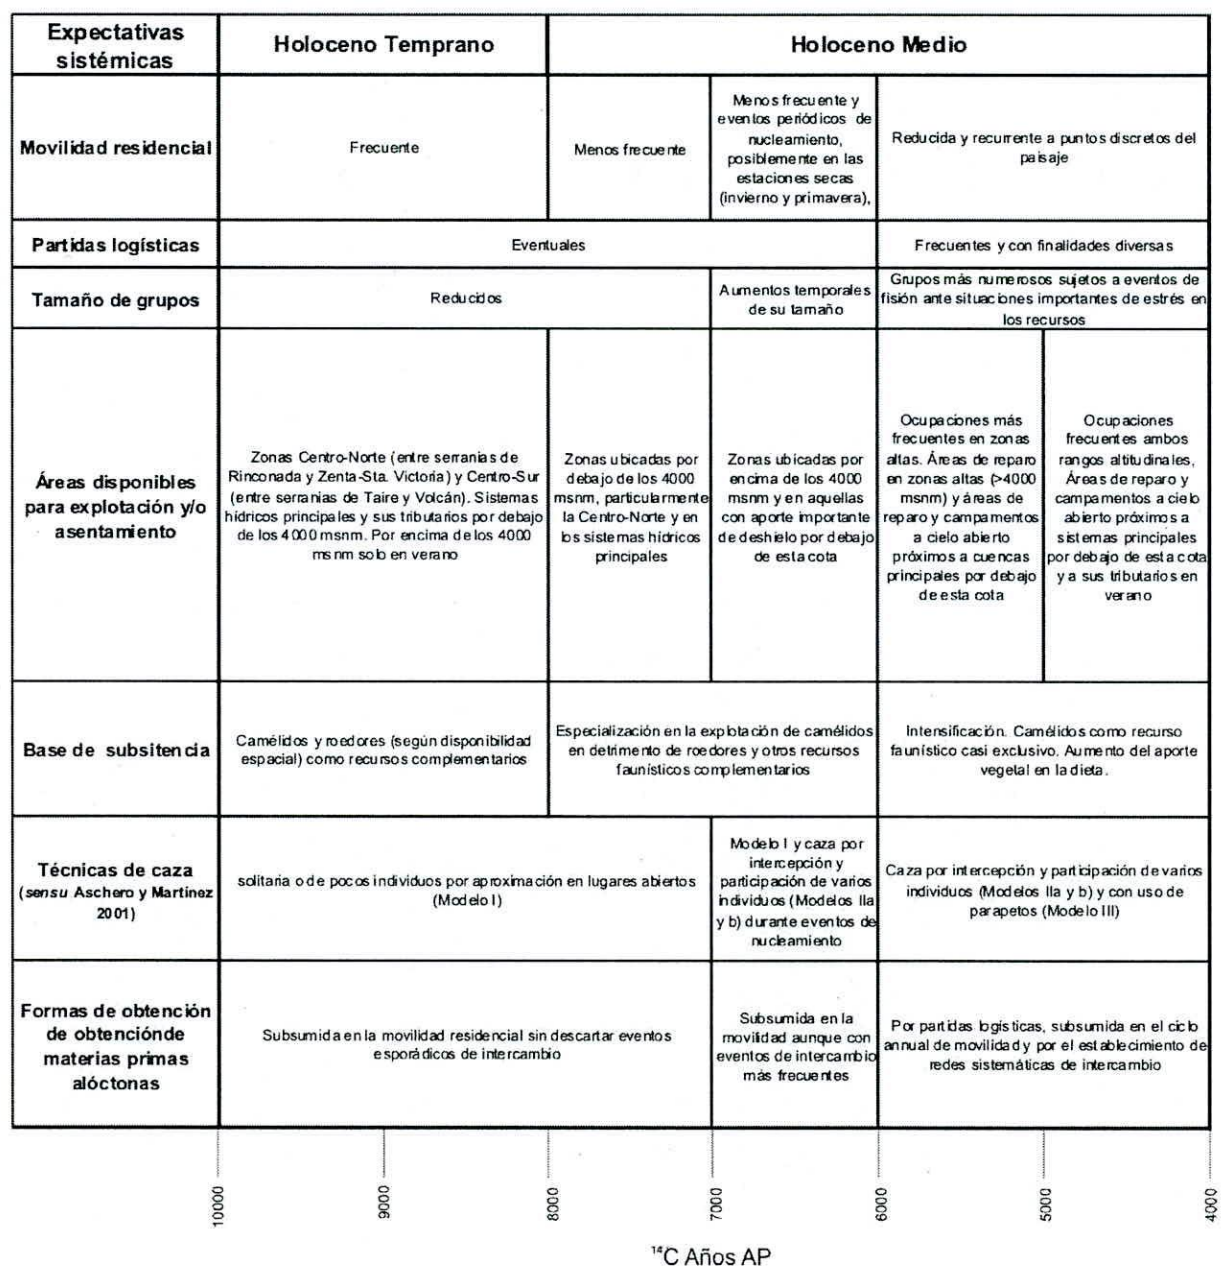 Expectativas
sistémicas
Holoceno Temprano
Holoceno Medio
Movilidad residencial
Frecuente
Menos frecuente
Menos frecuente y
eventos periódicos de
nucleamiento,
posiblemente en las
estaciones secas
(invierno y primavera),
Reducida y recurrente a puntos discretos del
paisaje
Partidas logísticas
Eventuales
Frecuentes y con finalidades diversas
Tamaño de grupos
Reducidos
Aumentos temporales
de su tamaño
Grupos más numerosos sujetos a eventos de
fisión ante situaciones importantes de estrés en
los recursos
Áreas disponibles
para explotación y/o
asentamiento
Zonas Centro-Norte (entre serranias de
Rinconada y Zenta-Sta. Victoria) y Centro-Sur
(entre serranias de Taire y Volcán). Sistemas
hídricos principales y sus tributarios por debajo
de los 4000 msnm. Por encima de los 4000
msnm solo en verano
Zonas ubicadas por
debajo de los 4000
msnm, particularmente
la Centro-Norte y en
los sistemas hídricos
principales
Zonas ubicadas por
encima de los 4000
msnm y en aquellas
con aporte importante
de deshielo por debajo
de esta cota
Ocupaciones más
frecuentes en zonas
altas. Áreas de reparo
en zonas altas (>4000
msnm) y áreas de
reparo y campamentos
a cielo abierto
próximos a cuencas
principales por debajo
de esta cota
Ocupaciones
frecuentes ambos
rangos altitudinales,
Áreas de reparo y
campamentos a cielo
abierto próximos a
sistemas principales
por debajo de esta cota
y a sus tributarios en
verano
Base de subsitencia
Camélidos y roedores (según disponibilidad
espacial) como recursos complementarios
Especialización en la explotación de camélidos
en detrimento de roedores y otros recursos
faunísticos complementarios
Intensificación. Camélidos como recurso
faunístico casi exclusivo. Aumento del aporte
vegetal en la dieta.
Técnicas de caza
(sensu Aschero y Martínez
2001)
solitaria o de pocos individuos por aproximación en lugares abiertos
(Modelo I)
Modelo I y caza por
intercepción y
participación de varios
individuos (Modelos IIa
y b) durante eventos de
nucleamiento
Caza por intercepción y participación de varios
individuos (Modelos IIa y b) y con uso de
parapetos (Modelo III)
Formas de obtención
de obtenciónde
materias primas
alóctonas
Subsumida en la movilidad residencial sin descartar eventos
esporádicos de intercambio
Subsumida en la
movilidad aunque con
eventos de intercambio
más frecuentes
Por partidas logísticas, subsumida en el ciclo
annual de movilidad y por el establecimiento de
redes sistemáticas de intercambio
10000
9000
8000
7000
6000
5000
4000
¹⁴C Años AP